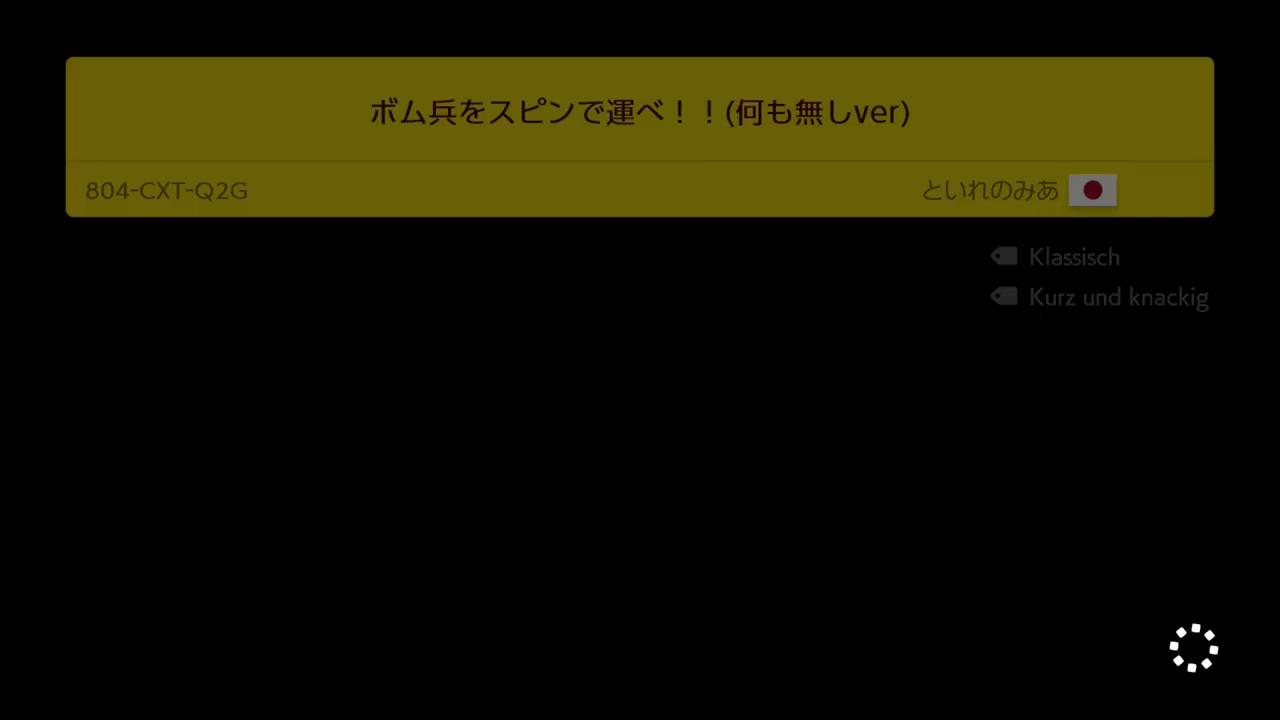 ボム兵をスピンで運べ！！(何も無しver)
804-CXT-Q2G
といれのみあ
Klassisch
Kurz und knackig